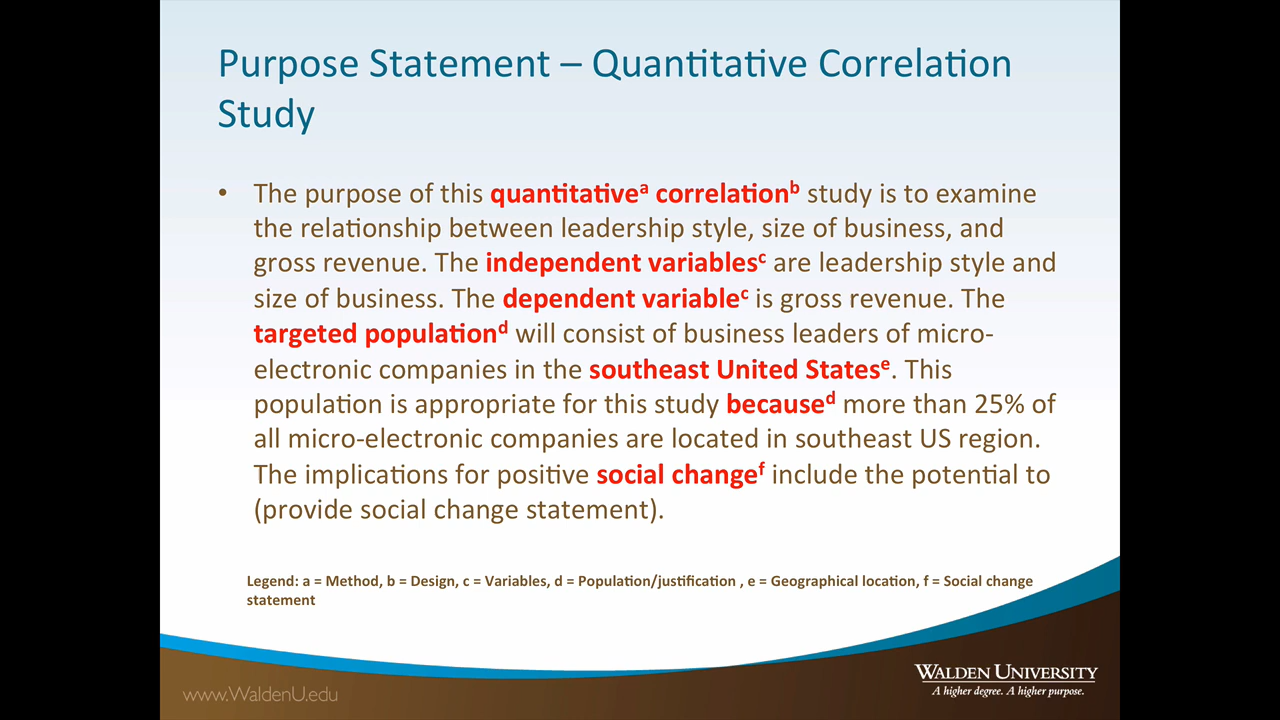 Purpose Statement – Quantitative Correlation
Study
• The purpose of this quantitativeᵃ correlationᵇ study is to examine
the relationship between leadership style, size of business, and
gross revenue. The independent variablesᶜ are leadership style and
size of business. The dependent variableᶜ is gross revenue. The
targeted populationᵈ will consist of business leaders of micro-
electronic companies in the southeast United Statesᵉ. This
population is appropriate for this study becauseᵈ more than 25% of
all micro-electronic companies are located in southeast US region.
The implications for positive social changeᶠ include the potential to
(provide social change statement).
Legend: a = Method, b = Design, c = Variables, d = Population/justification , e = Geographical location, f = Social change
statement
www.WaldenU.edu
WALDEN UNIVERSITY
A higher degree. A higher purpose.